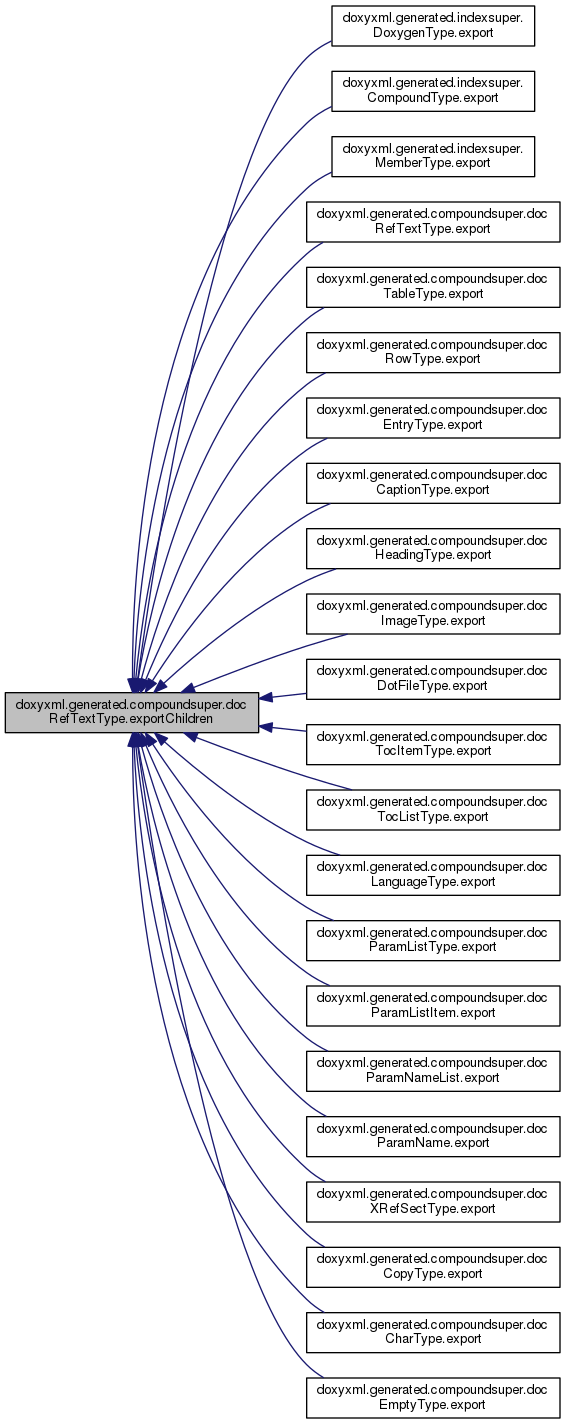 doxyxml.generated.indexsuper.
DoxygenType.export
doxyxml.generated.indexsuper.
CompoundType.export
doxyxml.generated.indexsuper.
MemberType.export
doxyxml.generated.compoundsuper.doc
RefTextType.export
doxyxml.generated.compoundsuper.doc
TableType.export
doxyxml.generated.compoundsuper.doc
RowType.export
doxyxml.generated.compoundsuper.doc
EntryType.export
doxyxml.generated.compoundsuper.doc
CaptionType.export
doxyxml.generated.compoundsuper.doc
HeadingType.export
doxyxml.generated.compoundsuper.doc
ImageType.export
doxyxml.generated.compoundsuper.doc
DotFileType.export
doxyxml.generated.compoundsuper.doc
RefTextType.exportChildren
doxyxml.generated.compoundsuper.doc
TocItemType.export
doxyxml.generated.compoundsuper.doc
TocListType.export
doxyxml.generated.compoundsuper.doc
LanguageType.export
doxyxml.generated.compoundsuper.doc
ParamListType.export
doxyxml.generated.compoundsuper.doc
ParamListItem.export
doxyxml.generated.compoundsuper.doc
ParamNameList.export
doxyxml.generated.compoundsuper.doc
ParamName.export
doxyxml.generated.compoundsuper.doc
XRefSectType.export
doxyxml.generated.compoundsuper.doc
CopyType.export
doxyxml.generated.compoundsuper.doc
CharType.export
doxyxml.generated.compoundsuper.doc
EmptyType.export